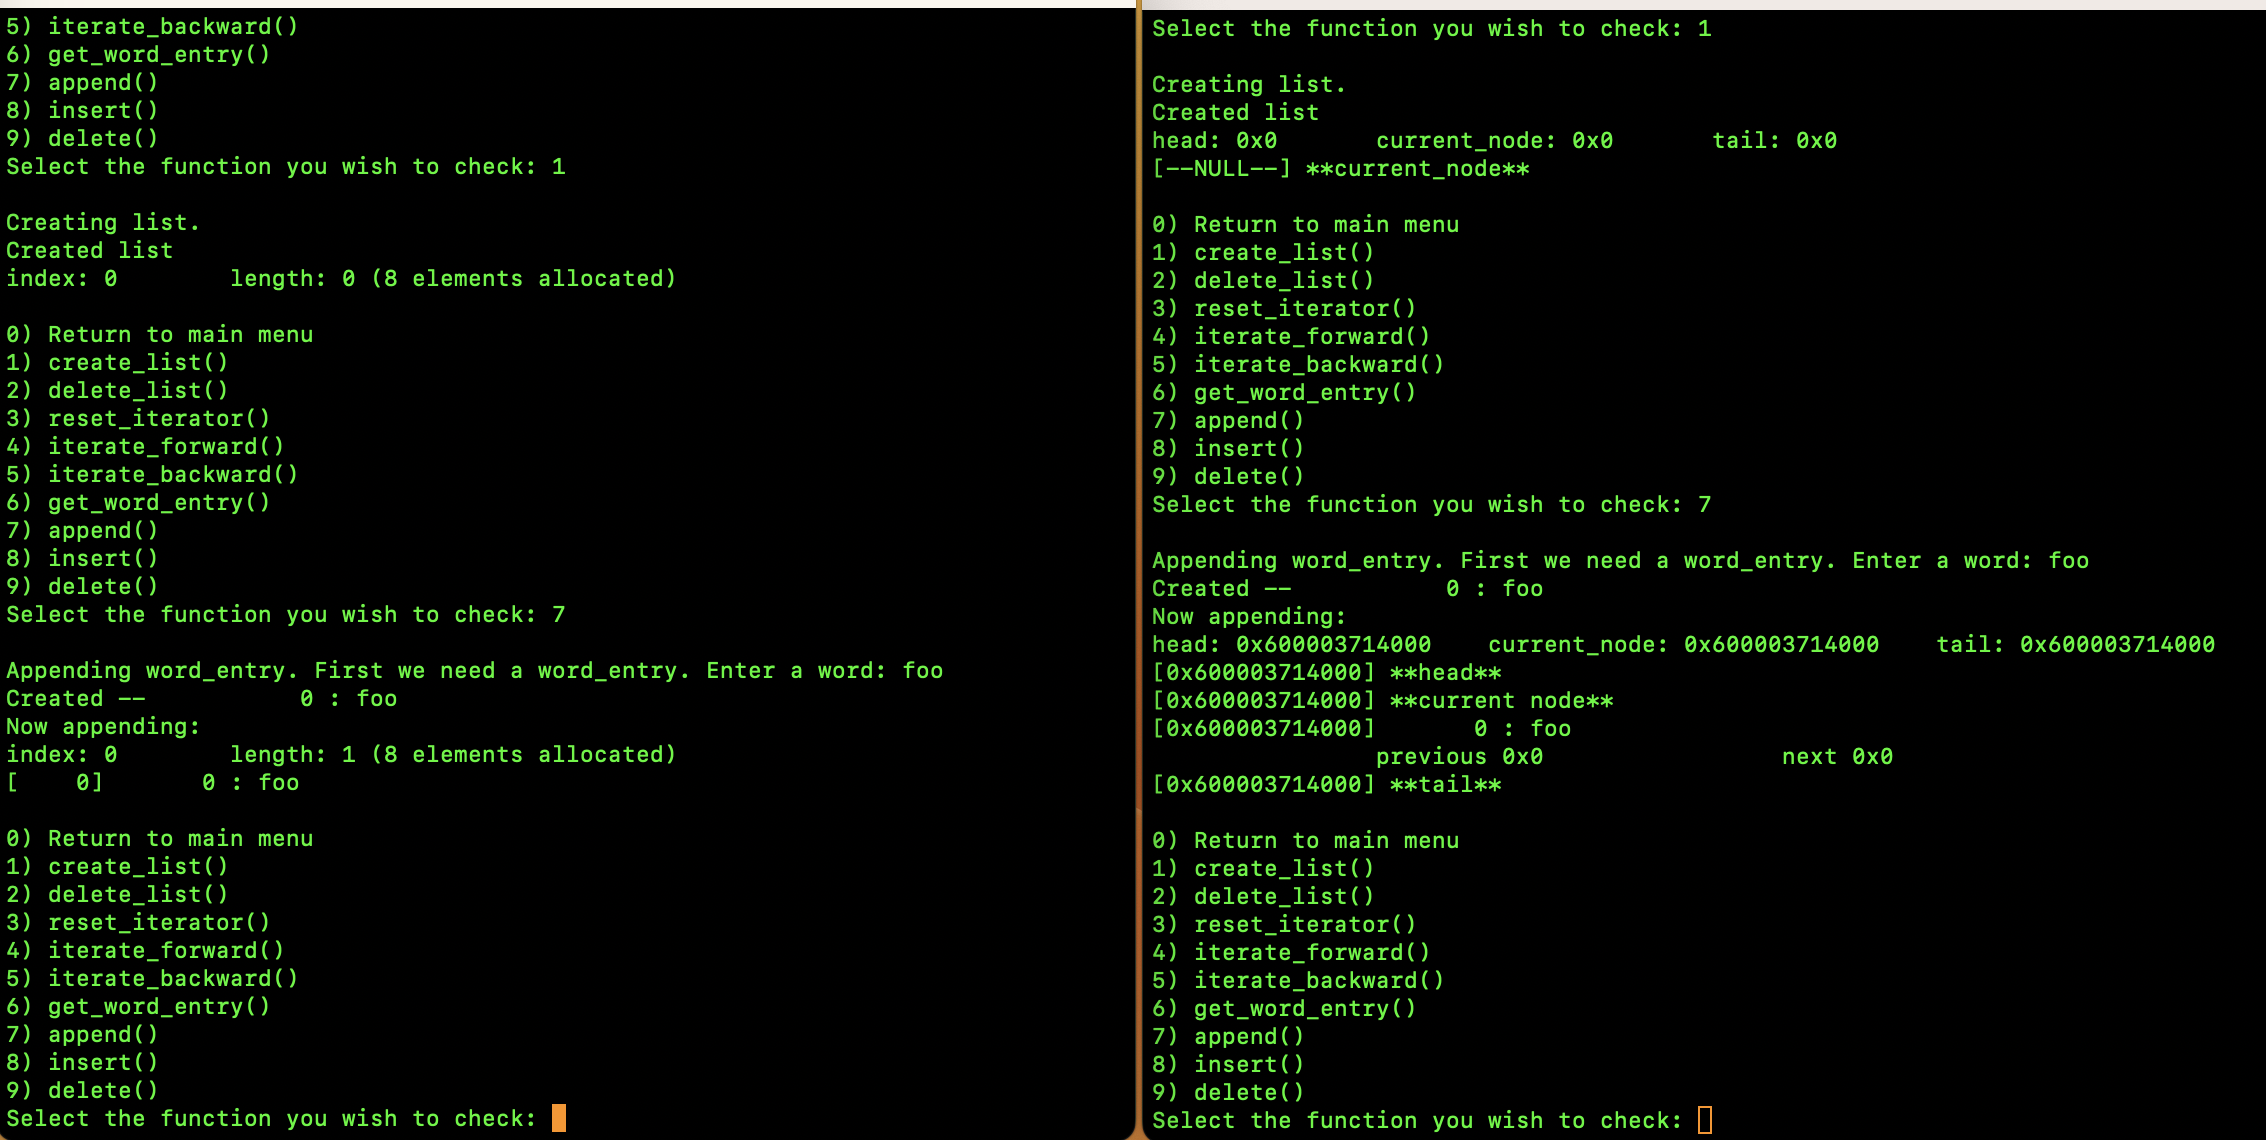 5) iterate_backward()
6) get_word_entry()
7) append()
8) insert()
9) delete()
Select the function you wish to check: 1

Creating list.
Created list
index: 0        length: 0 (8 elements allocated)

0) Return to main menu
1) create_list()
2) delete_list()
3) reset_iterator()
4) iterate_forward()
5) iterate_backward()
6) get_word_entry()
7) append()
8) insert()
9) delete()
Select the function you wish to check: 7

Appending word_entry. First we need a word_entry. Enter a word: foo
Created --           0 : foo
Now appending:
index: 0        length: 1 (8 elements allocated)
[    0]       0 : foo

0) Return to main menu
1) create_list()
2) delete_list()
3) reset_iterator()
4) iterate_forward()
5) iterate_backward()
6) get_word_entry()
7) append()
8) insert()
9) delete()
Select the function you wish to check:

Select the function you wish to check: 1

Creating list.
Created list
head: 0x0       current_node: 0x0       tail: 0x0
[--NULL--] **current_node**

0) Return to main menu
1) create_list()
2) delete_list()
3) reset_iterator()
4) iterate_forward()
5) iterate_backward()
6) get_word_entry()
7) append()
8) insert()
9) delete()
Select the function you wish to check: 7

Appending word_entry. First we need a word_entry. Enter a word: foo
Created --           0 : foo
Now appending:
head: 0x600003714000    current_node: 0x600003714000    tail: 0x600003714000
[0x600003714000] **head**
[0x600003714000] **current node**
[0x600003714000]       0 : foo
                previous 0x0                 next 0x0
[0x600003714000] **tail**

0) Return to main menu
1) create_list()
2) delete_list()
3) reset_iterator()
4) iterate_forward()
5) iterate_backward()
6) get_word_entry()
7) append()
8) insert()
9) delete()
Select the function you wish to check: